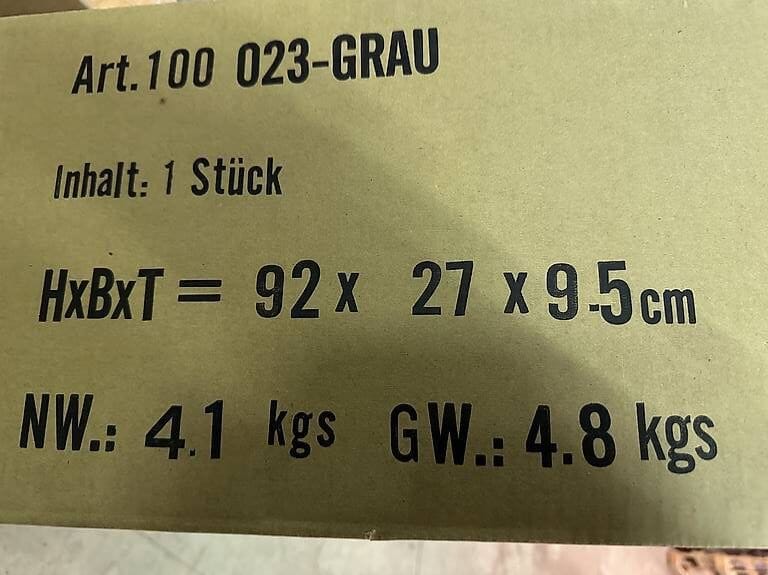 Art.100 023-GRAU
Inhalt: 1 Stück
HxBxT = 92 x 27 x 9.5 cm
NW.: 4.1 kgs GW.: 4.8 kgs